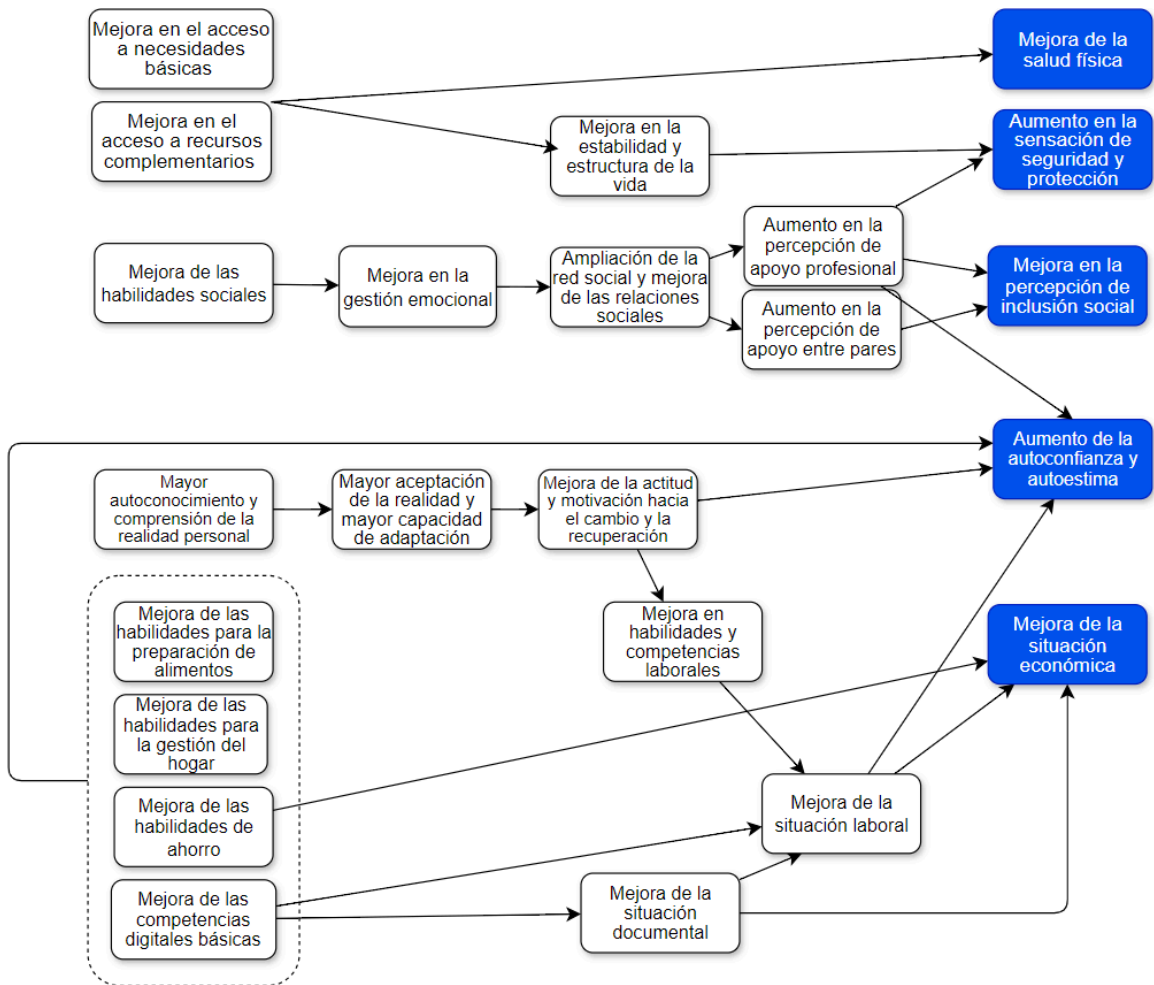 Mejora en el acceso
a necesidades
básicas
Mejora de la
salud física
Mejora en el
acceso a recursos
complementarios
Mejora en la
estabilidad y
estructura de la
vida
Aumento en la
sensación de
seguridad y
protección
Mejora de las
habilidades sociales
Mejora en la
gestión emocional
Ampliación de la
red social y mejora
de las relaciones
sociales
Aumento en la
percepción de
apoyo profesional
Aumento en la
percepción de
apoyo entre pares
Mejora en la
percepción de
inclusión social
Aumento de la
autoconfianza y
autoestima
Mayor
autoconocimiento y
comprensión de la
realidad personal
Mayor aceptación
de la realidad y
mayor capacidad
de adaptación
Mejora de la actitud
y motivación hacia
el cambio y la
recuperación
Mejora de las
habilidades para la
preparación de
alimentos
Mejora en
habilidades y
competencias
laborales
Mejora de la
situación
económica
Mejora de las
habilidades para
la gestión del
hogar
Mejora de las
habilidades de
ahorro
Mejora de la
situación laboral
Mejora de las
competencias
digitales básicas
Mejora de la
situación
documental